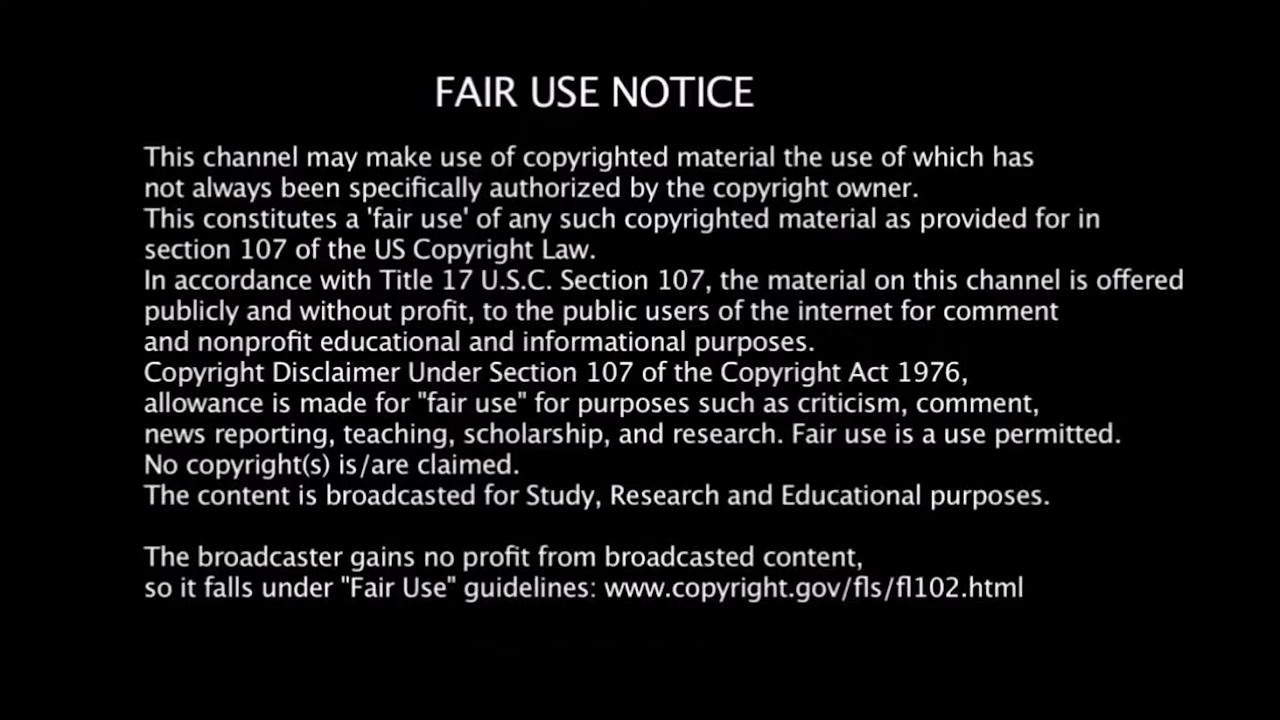 FAIR USE NOTICE
This channel may make use of copyrighted material the use of which has
not always been specifically authorized by the copyright owner.
This constitutes a 'fair use' of any such copyrighted material as provided for in
section 107 of the US Copyright Law.
In accordance with Title 17 U.S.C. Section 107, the material on this channel is offered
publicly and without profit, to the public users of the internet for comment
and nonprofit educational and informational purposes.
Copyright Disclaimer Under Section 107 of the Copyright Act 1976,
allowance is made for "fair use" for purposes such as criticism, comment,
news reporting, teaching, scholarship, and research. Fair use is a use permitted.
No copyright(s) is/are claimed.
The content is broadcasted for Study, Research and Educational purposes.
The broadcaster gains no profit from broadcasted content,
so it falls under "Fair Use" guidelines: www.copyright.gov/fls/fl102.html